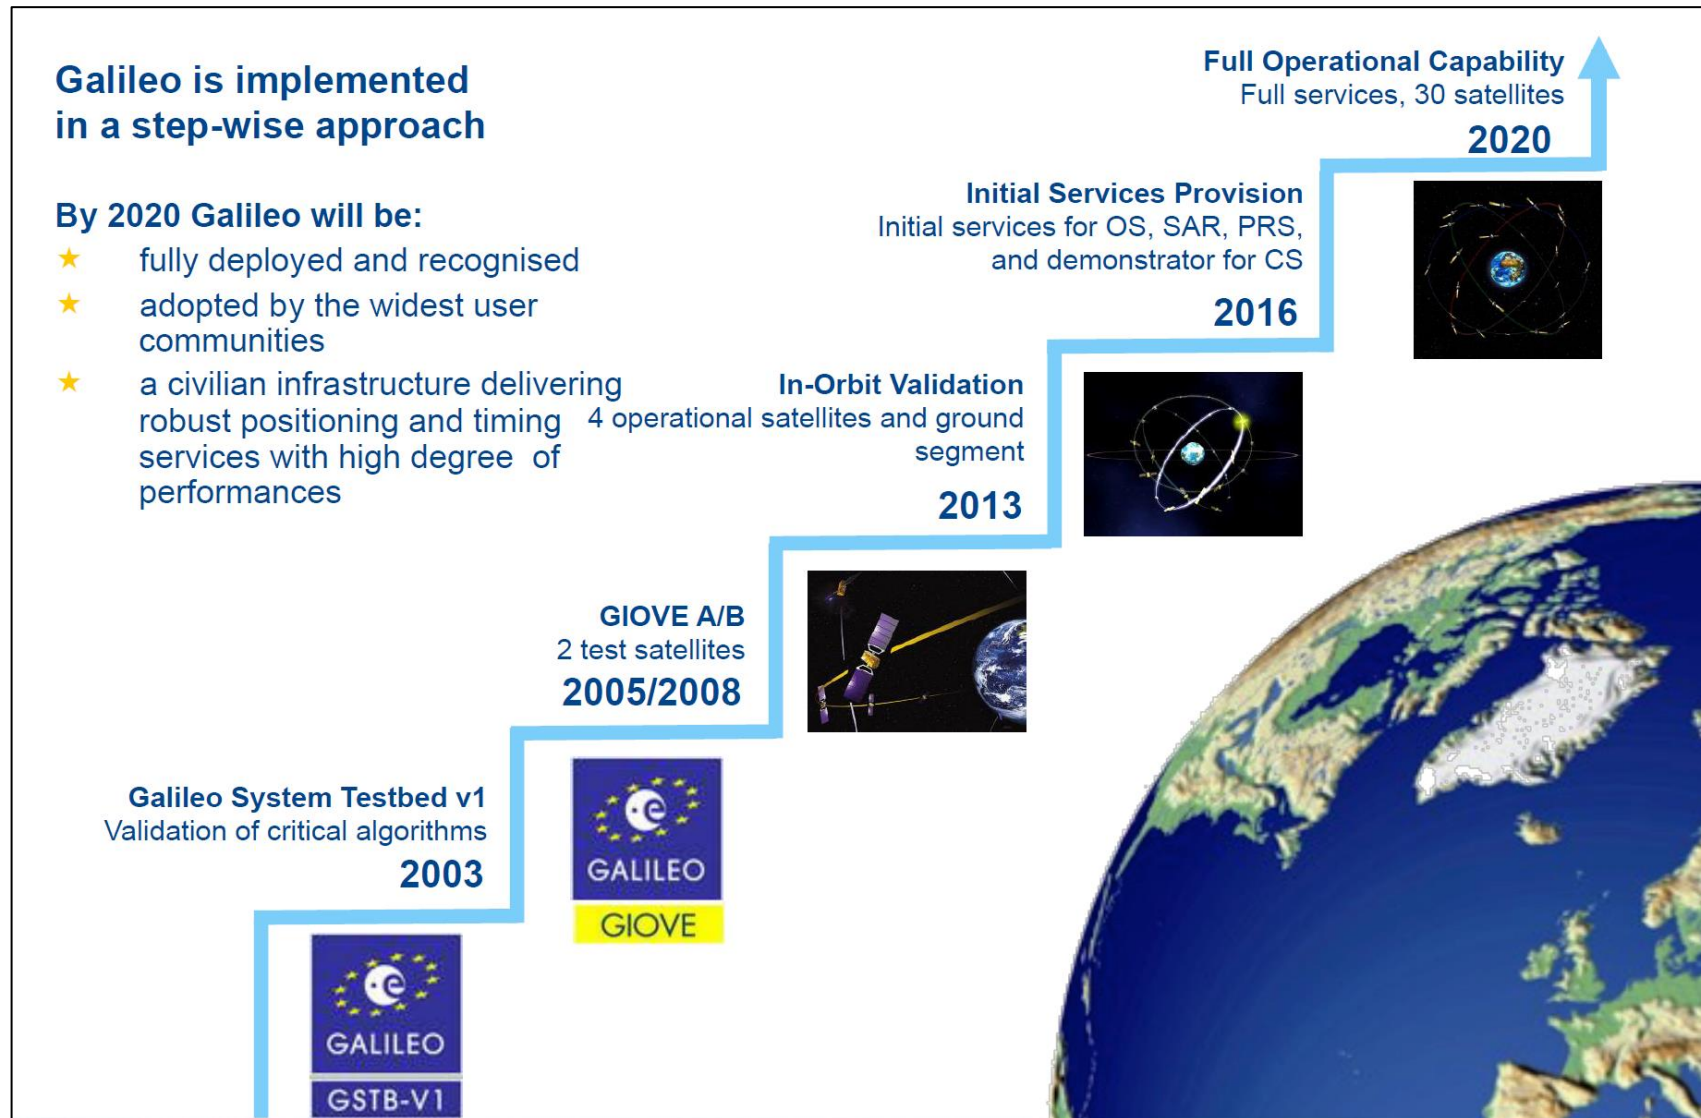 Galileo is implemented
in a step-wise approach
By 2020 Galileo will be:
fully deployed and recognised
adopted by the widest user
communities
a civilian infrastructure delivering
robust positioning and timing
services with high degree of
performances
Full Operational Capability
Full services, 30 satellites
2020
Initial Services Provision
Initial services for OS, SAR, PRS,
and demonstrator for CS
2016
In-Orbit Validation
4 operational satellites and ground
segment
2013
GIOVE A/B
2 test satellites
2005/2008
Galileo System Testbed v1
Validation of critical algorithms
2003
e
GALILEO
GIOVE
e
GALILEO
GSTB-V1